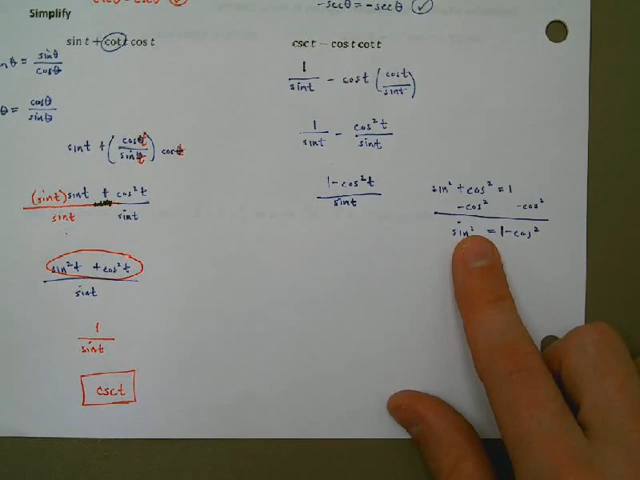 Simplify
-secθ = -secθ
sin t + cot t cos t
θ = sinθ/cosθ
θ = cosθ/sinθ
sint + (cost/sint) cost
(sint)sint/sint + cos²t/sint
sin²t + cos²t/sint
1/sint
csct
csc t − cos t cot t
1/sint - cost (cost/sint)
1/sint - cos²t/sint
1-cos²t/sint
sin² + cos² = 1
-cos² -cos²
sin² = 1-cos²